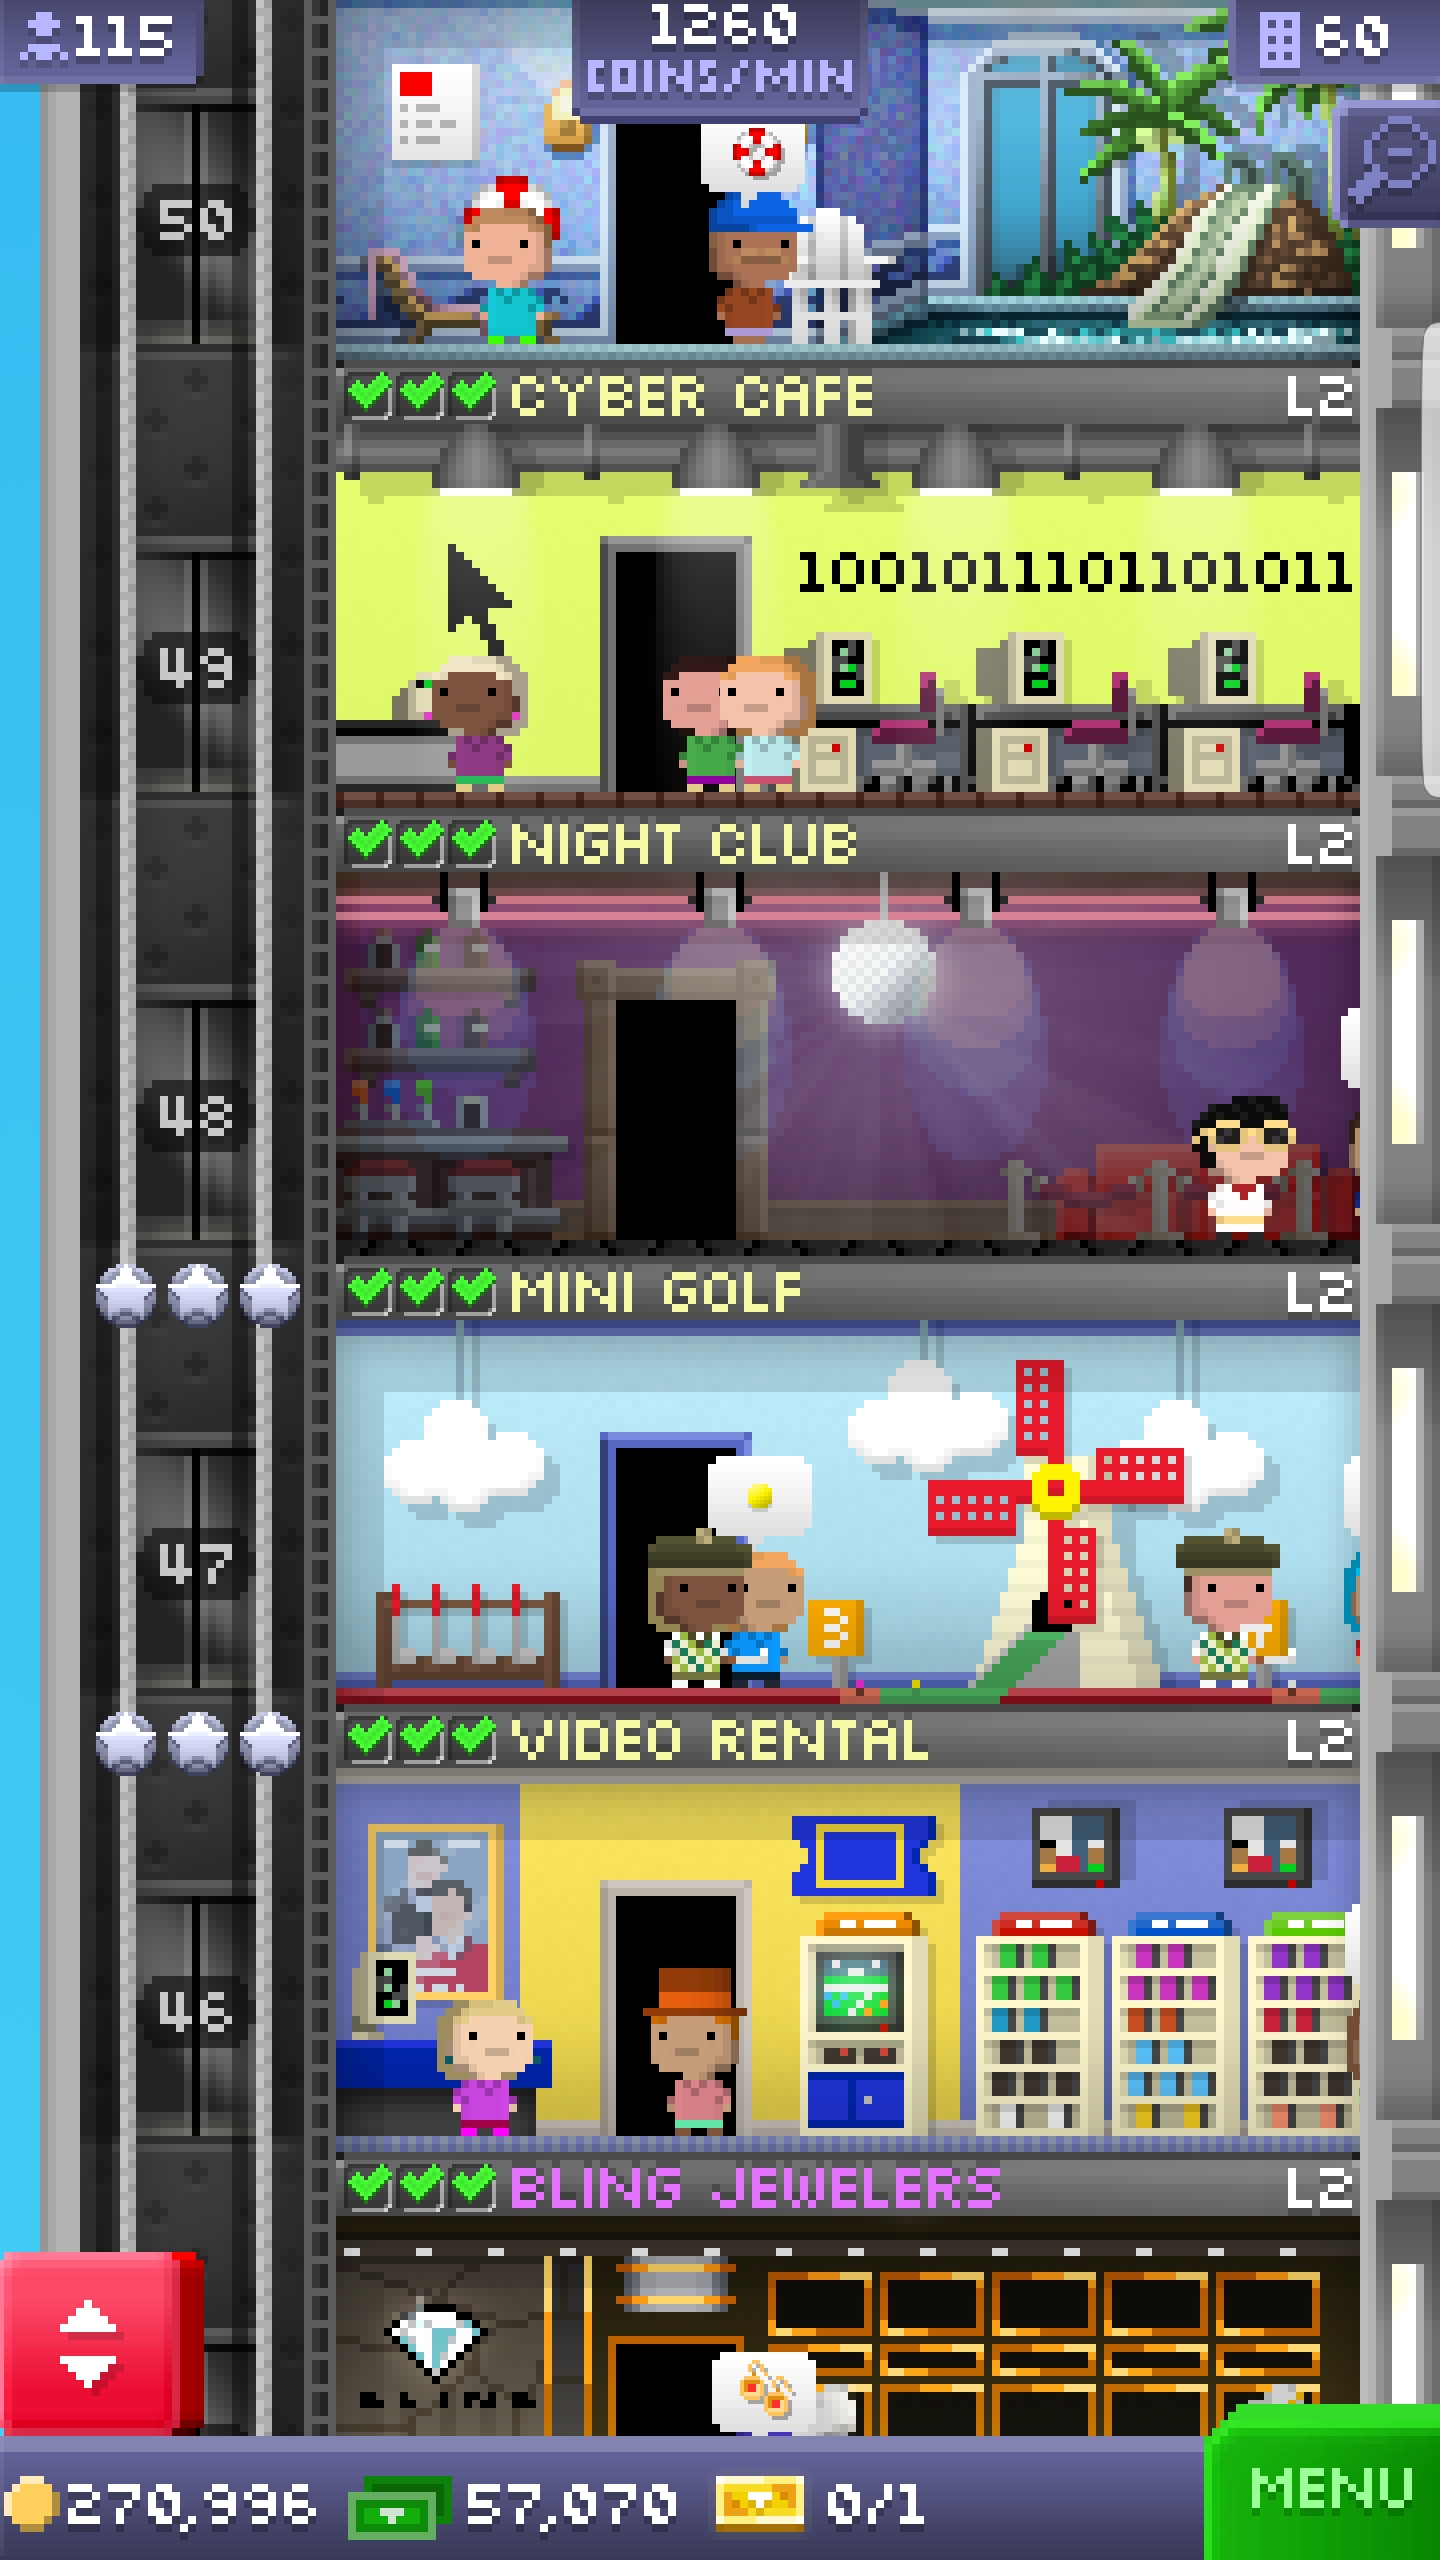 115
1260
COINS/MIN
60
50
CYBER CAFE L2
1001011101101011
49
NIGHT CLUB L2
48
MINI GOLF L2
3
47
VIDEO RENTAL L2
46
BLING JEWELERS L2
BLING
270,996 57,070 0/1
MENU